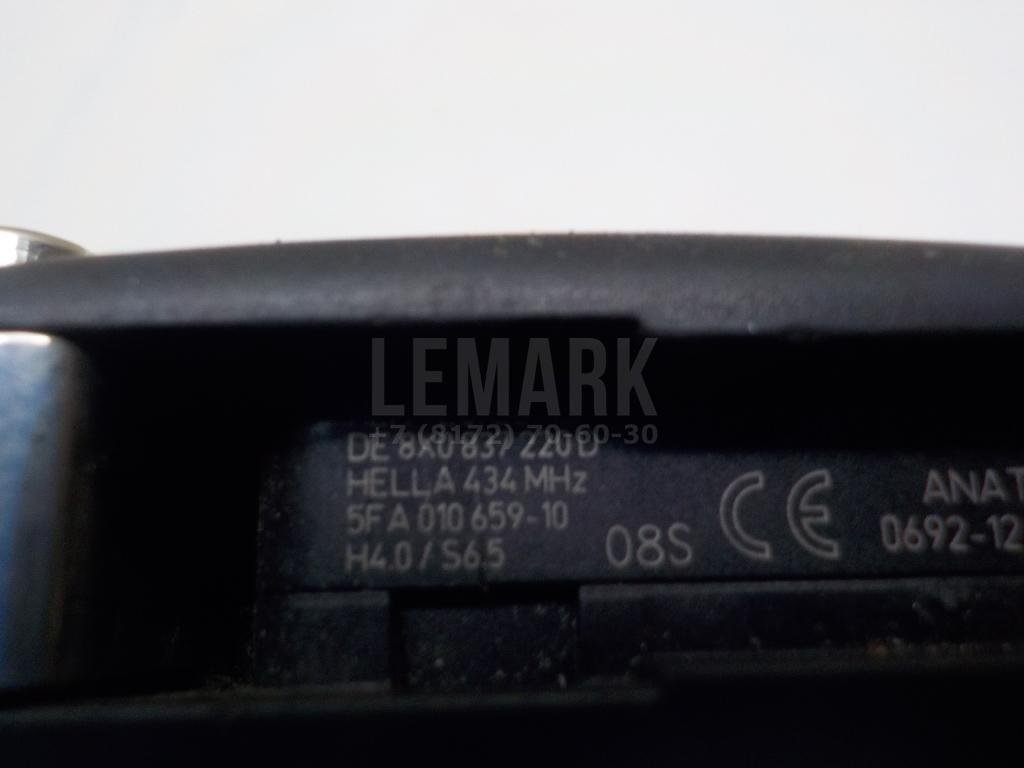 LEMARK
+7 (8172) 70-60-30
DE 8X0 837 220 D
HELLA 434 MHz
5FA 010 659-10
H4.0 / S6.5
08S
CE
ANAT
0692-12